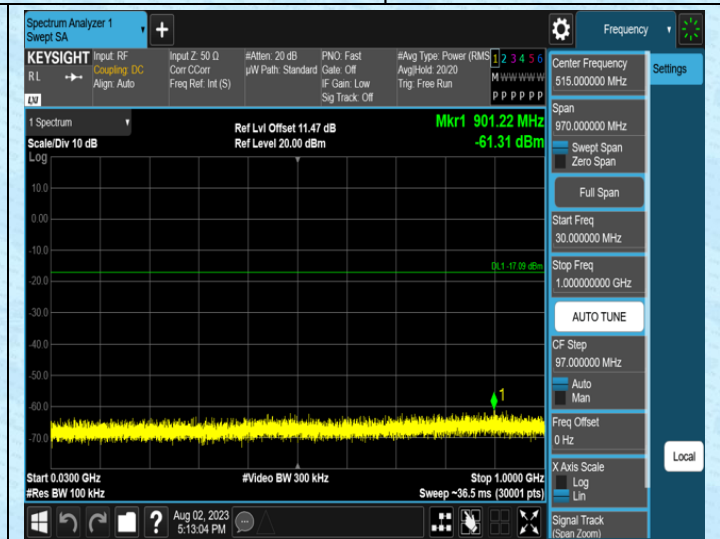 Spectrum Analyzer 1
Swept SA
+
Frequency
KEYSIGHT
RL
LXI
Input: RF
Coupling: DC
Align: Auto
Input Z: 50 Ω
Corr CCorr
Freq Ref: Int (S)
#Atten: 20 dB
µW Path: Standard
PNO: Fast
Gate: Off
IF Gain: Low
Sig Track: Off
#Avg Type: Power (RMS
Avg|Hold: 20/20
Trig: Free Run
1 2 3 4 5 6
M W W W W W
P P P P P P
1 Spectrum
Scale/Div 10 dB
Log
Ref Lvl Offset 11.47 dB
Ref Level 20.00 dBm
Mkr1 901.22 MHz
-61.31 dBm
10.0
0.00
-10.0
DL1 -17.09 dBm
-20.0
-30.0
-40.0
-50.0
-60.0
1
-70.0
Start 0.0300 GHz
#Res BW 100 kHz
#Video BW 300 kHz
Stop 1.0000 GHz
Sweep ~36.5 ms (30001 pts)
?
Aug 02, 2023
5:13:04 PM
Center Frequency
515.000000 MHz
Settings
Span
970.000000 MHz
Swept Span
Zero Span
Full Span
Start Freq
30.000000 MHz
Stop Freq
1.000000000 GHz
AUTO TUNE
CF Step
97.000000 MHz
Auto
Man
Freq Offset
0 Hz
Local
X Axis Scale
Log
Lin
Signal Track
(Span Zoom)